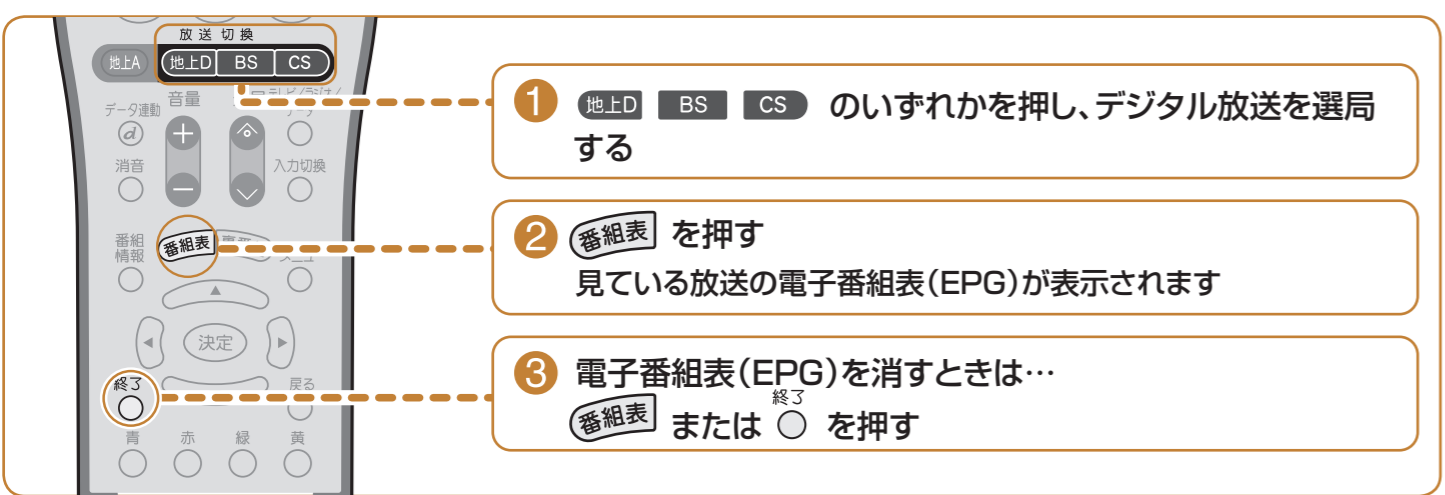 放送切換
地上A 地上D BS CS
データ連動 音量
d
消音 入力切換
番組
情報
番組表
決定
終了 戻る
青 赤 緑 黄
1 地上D BS CS のいずれかを押し、デジタル放送を選局
する
2 番組表 を押す
見ている放送の電子番組表(EPG)が表示されます
3 電子番組表(EPG)を消すときは…
終了
番組表 または を押す